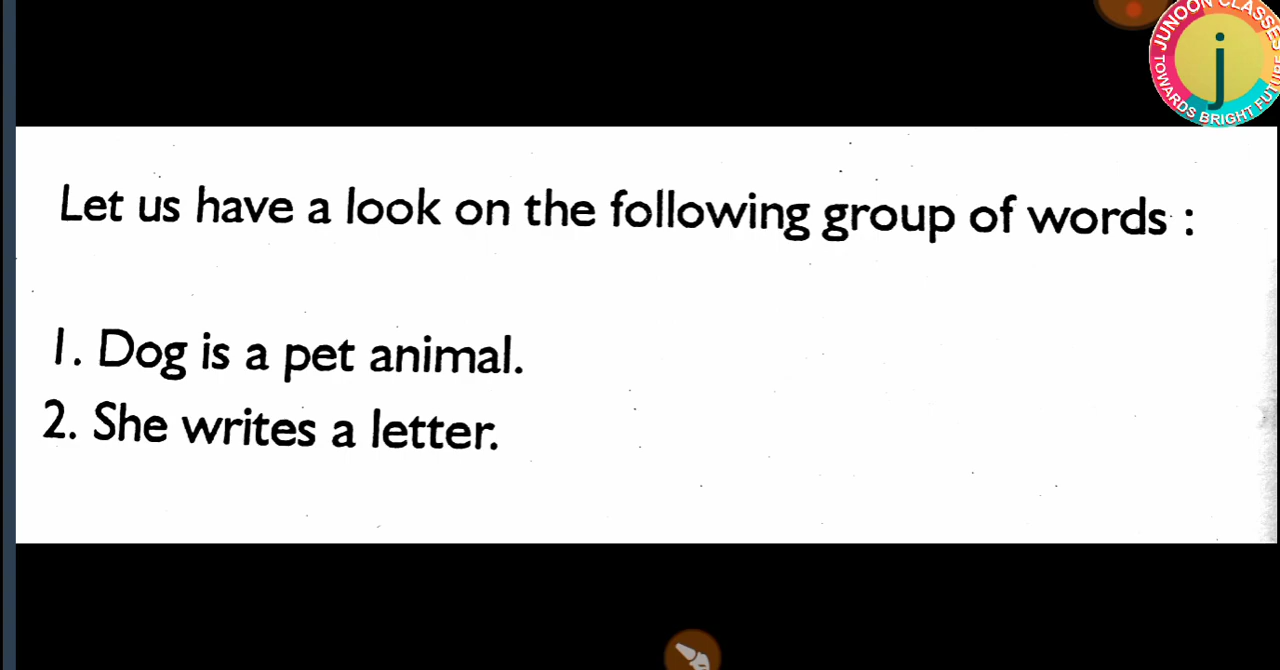 JUNOON CLASSES
TOWARDS BRIGHT FUTURE
j
Let us have a look on the following group of words :
1. Dog is a pet animal.
2. She writes a letter.